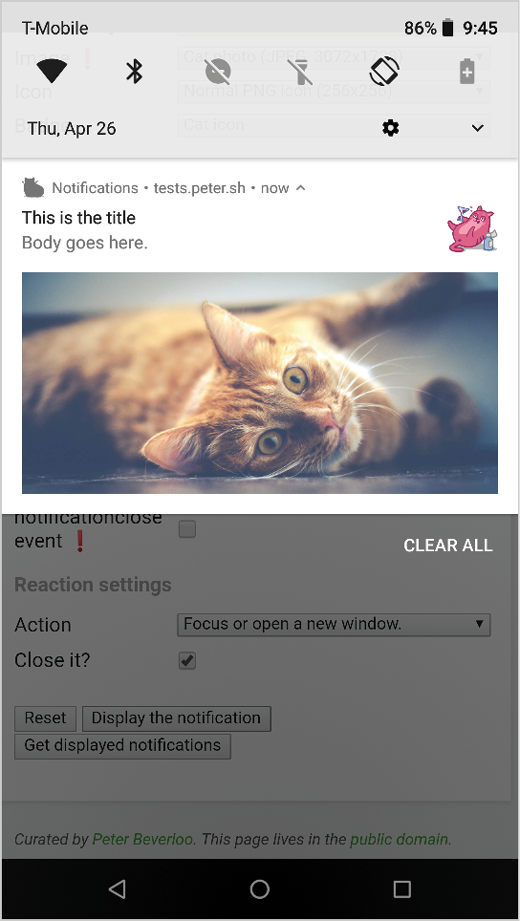 T-Mobile 86% 9:45
Image ❗ Cat photo (JPEG, 3072x1728) ▼
Icon Normal PNG icon (256x256) ▼
Cat icon
Thu, Apr 26
Notifications • tests.peter.sh • now
This is the title
Body goes here.
notificationclose
event ❗
CLEAR ALL
Reaction settings
Action Focus or open a new window. ▼
Close it?
Reset Display the notification
Get displayed notifications
Curated by Peter Beverloo. This page lives in the public domain.